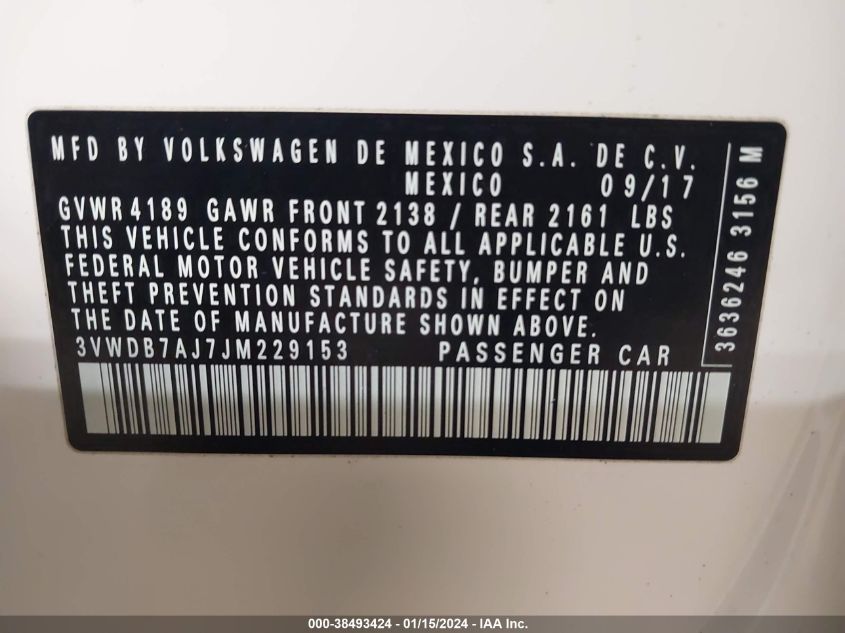 MFD BY VOLKSWAGEN DE MEXICO S.A. DE C.V.
MEXICO 09/17
GVWR 4189 GAWR FRONT 2138 / REAR 2161 LBS
THIS VEHICLE CONFORMS TO ALL APPLICABLE U.S.
FEDERAL MOTOR VEHICLE SAFETY, BUMPER AND
THEFT PREVENTION STANDARDS IN EFFECT ON
THE DATE OF MANUFACTURE SHOWN ABOVE.
3VWDB7AJ7JM229153 PASSENGER CAR
3636246 3156 M
000-38493424 - 01/15/2024 - IAA Inc.